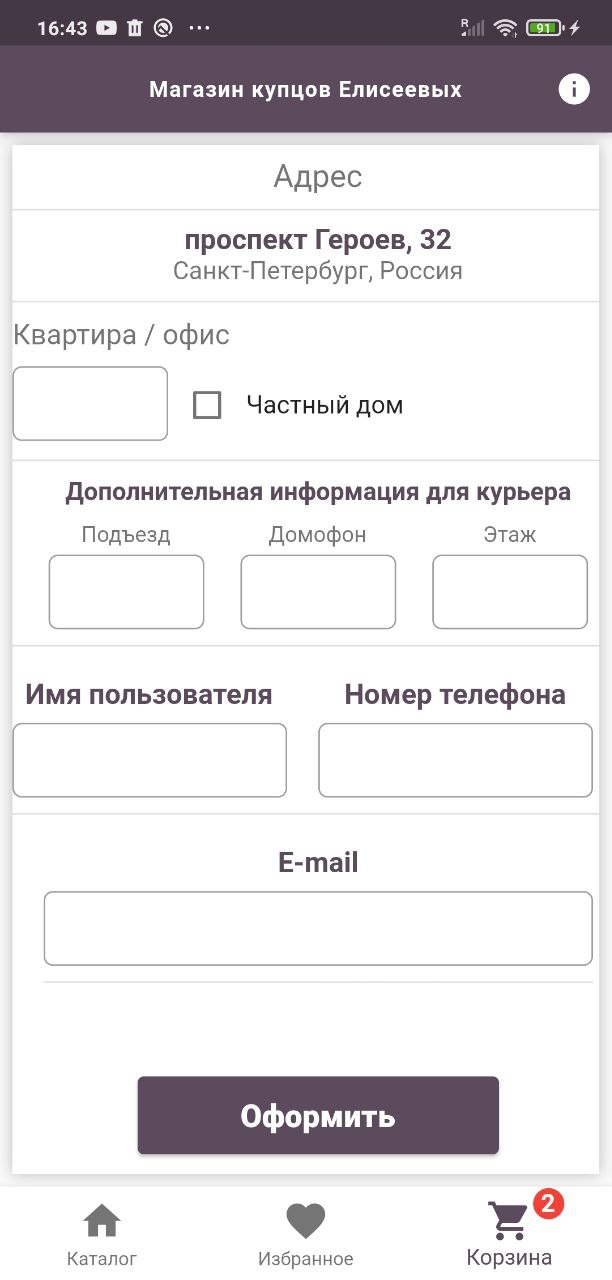 16:43
R
91
Магазин купцов Елисеевых
Адрес
проспект Героев, 32
Санкт-Петербург, Россия
Квартира / офис
Частный дом
Дополнительная информация для курьера
Подъезд Домофон Этаж
Имя пользователя Номер телефона
E-mail
Оформить
2
Каталог Избранное Корзина